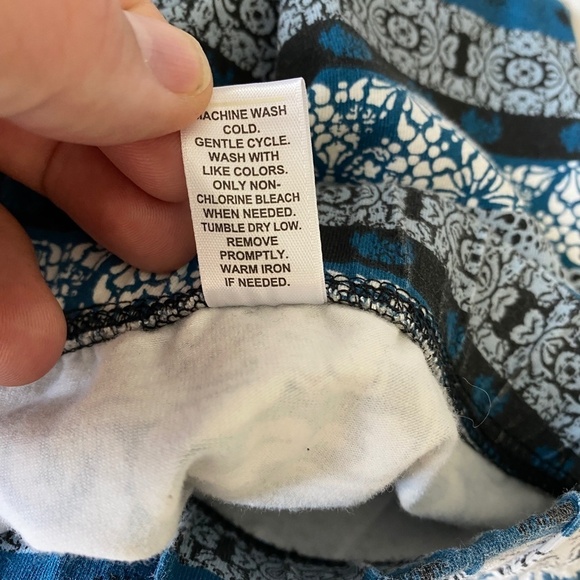 MACHINE WASH
COLD.
GENTLE CYCLE.
WASH WITH
LIKE COLORS.
ONLY NON-
CHLORINE BLEACH
WHEN NEEDED.
TUMBLE DRY LOW.
REMOVE
PROMPTLY.
WARM IRON
IF NEEDED.